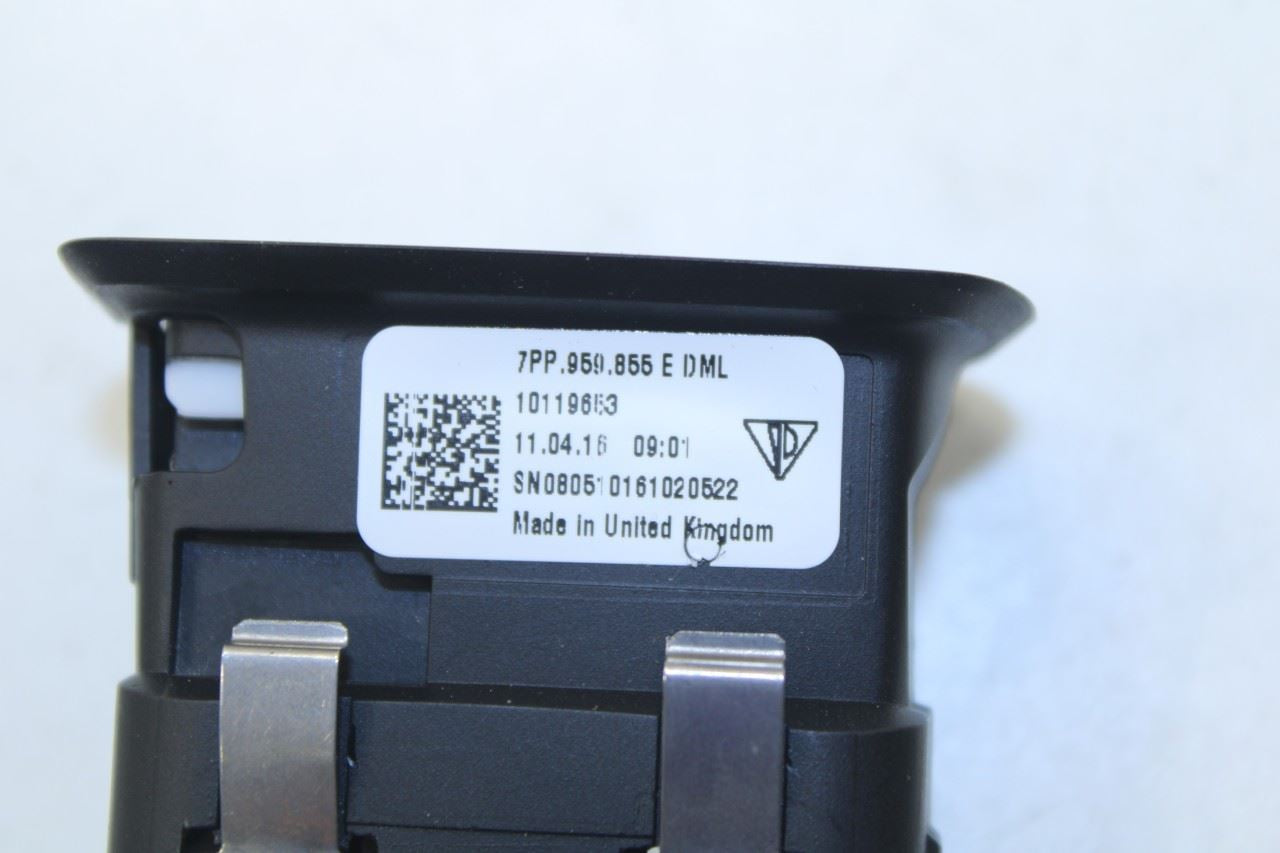 7PP.959.855 E DML
10119653
11.04.16 09:01
SN080510161020522
Made in United Kingdom